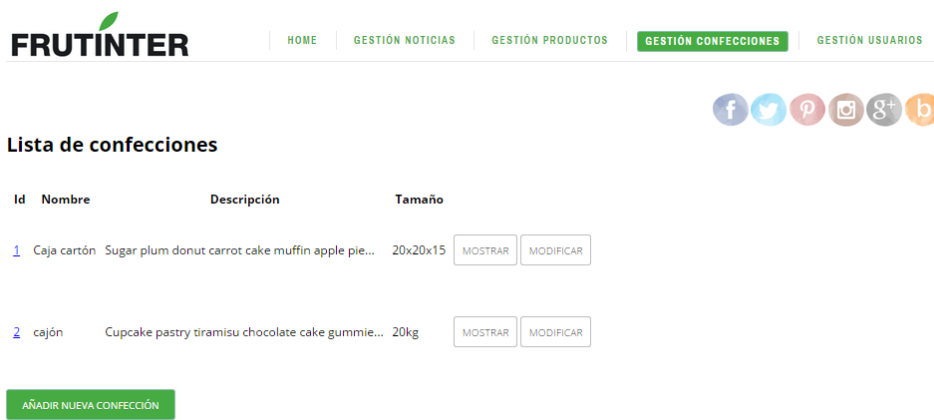 FRUTINTER
HOME GESTIÓN NOTICIAS GESTIÓN PRODUCTOS GESTIÓN CONFECCIONES GESTIÓN USUARIOS
f g+ b
Lista de confecciones
Id Nombre Descripción Tamaño
1 Caja cartón Sugar plum donut carrot cake muffin apple pie... 20x20x15 MOSTRAR MODIFICAR
2 cajón Cupcake pastry tiramisu chocolate cake gummie... 20kg MOSTRAR MODIFICAR
AÑADIR NUEVA CONFECCIÓN